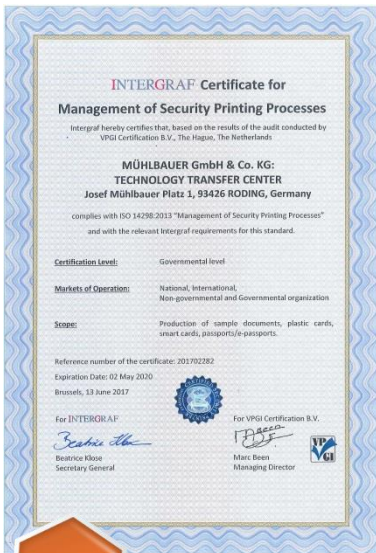 INTERGRAF Certificate for
Management of Security Printing Processes
Intergraf hereby certifies that, based on the results of the audit conducted by
VPGI Certification B.V., The Hague, The Netherlands
MÜHLBAUER GmbH & Co. KG:
TECHNOLOGY TRANSFER CENTER
Josef Mühlbauer Platz 1, 93426 RODING, Germany
complies with ISO 14298:2013 "Management of Security Printing Processes"
and with the relevant Intergraf requirements for this standard.
Certification Level: Governmental level
Markets of Operation: National, International,
Non-governmental and Governmental organization
Scope: Production of sample documents, plastic cards,
smart cards, passports/e-passports.
Reference number of the certificate: 201702282
Expiration Date: 02 May 2020
Brussels, 13 June 2017
For INTERGRAF For VPGI Certification B.V.
Beatrice Klose Marc Been
Secretary General Managing Director
VP
GI